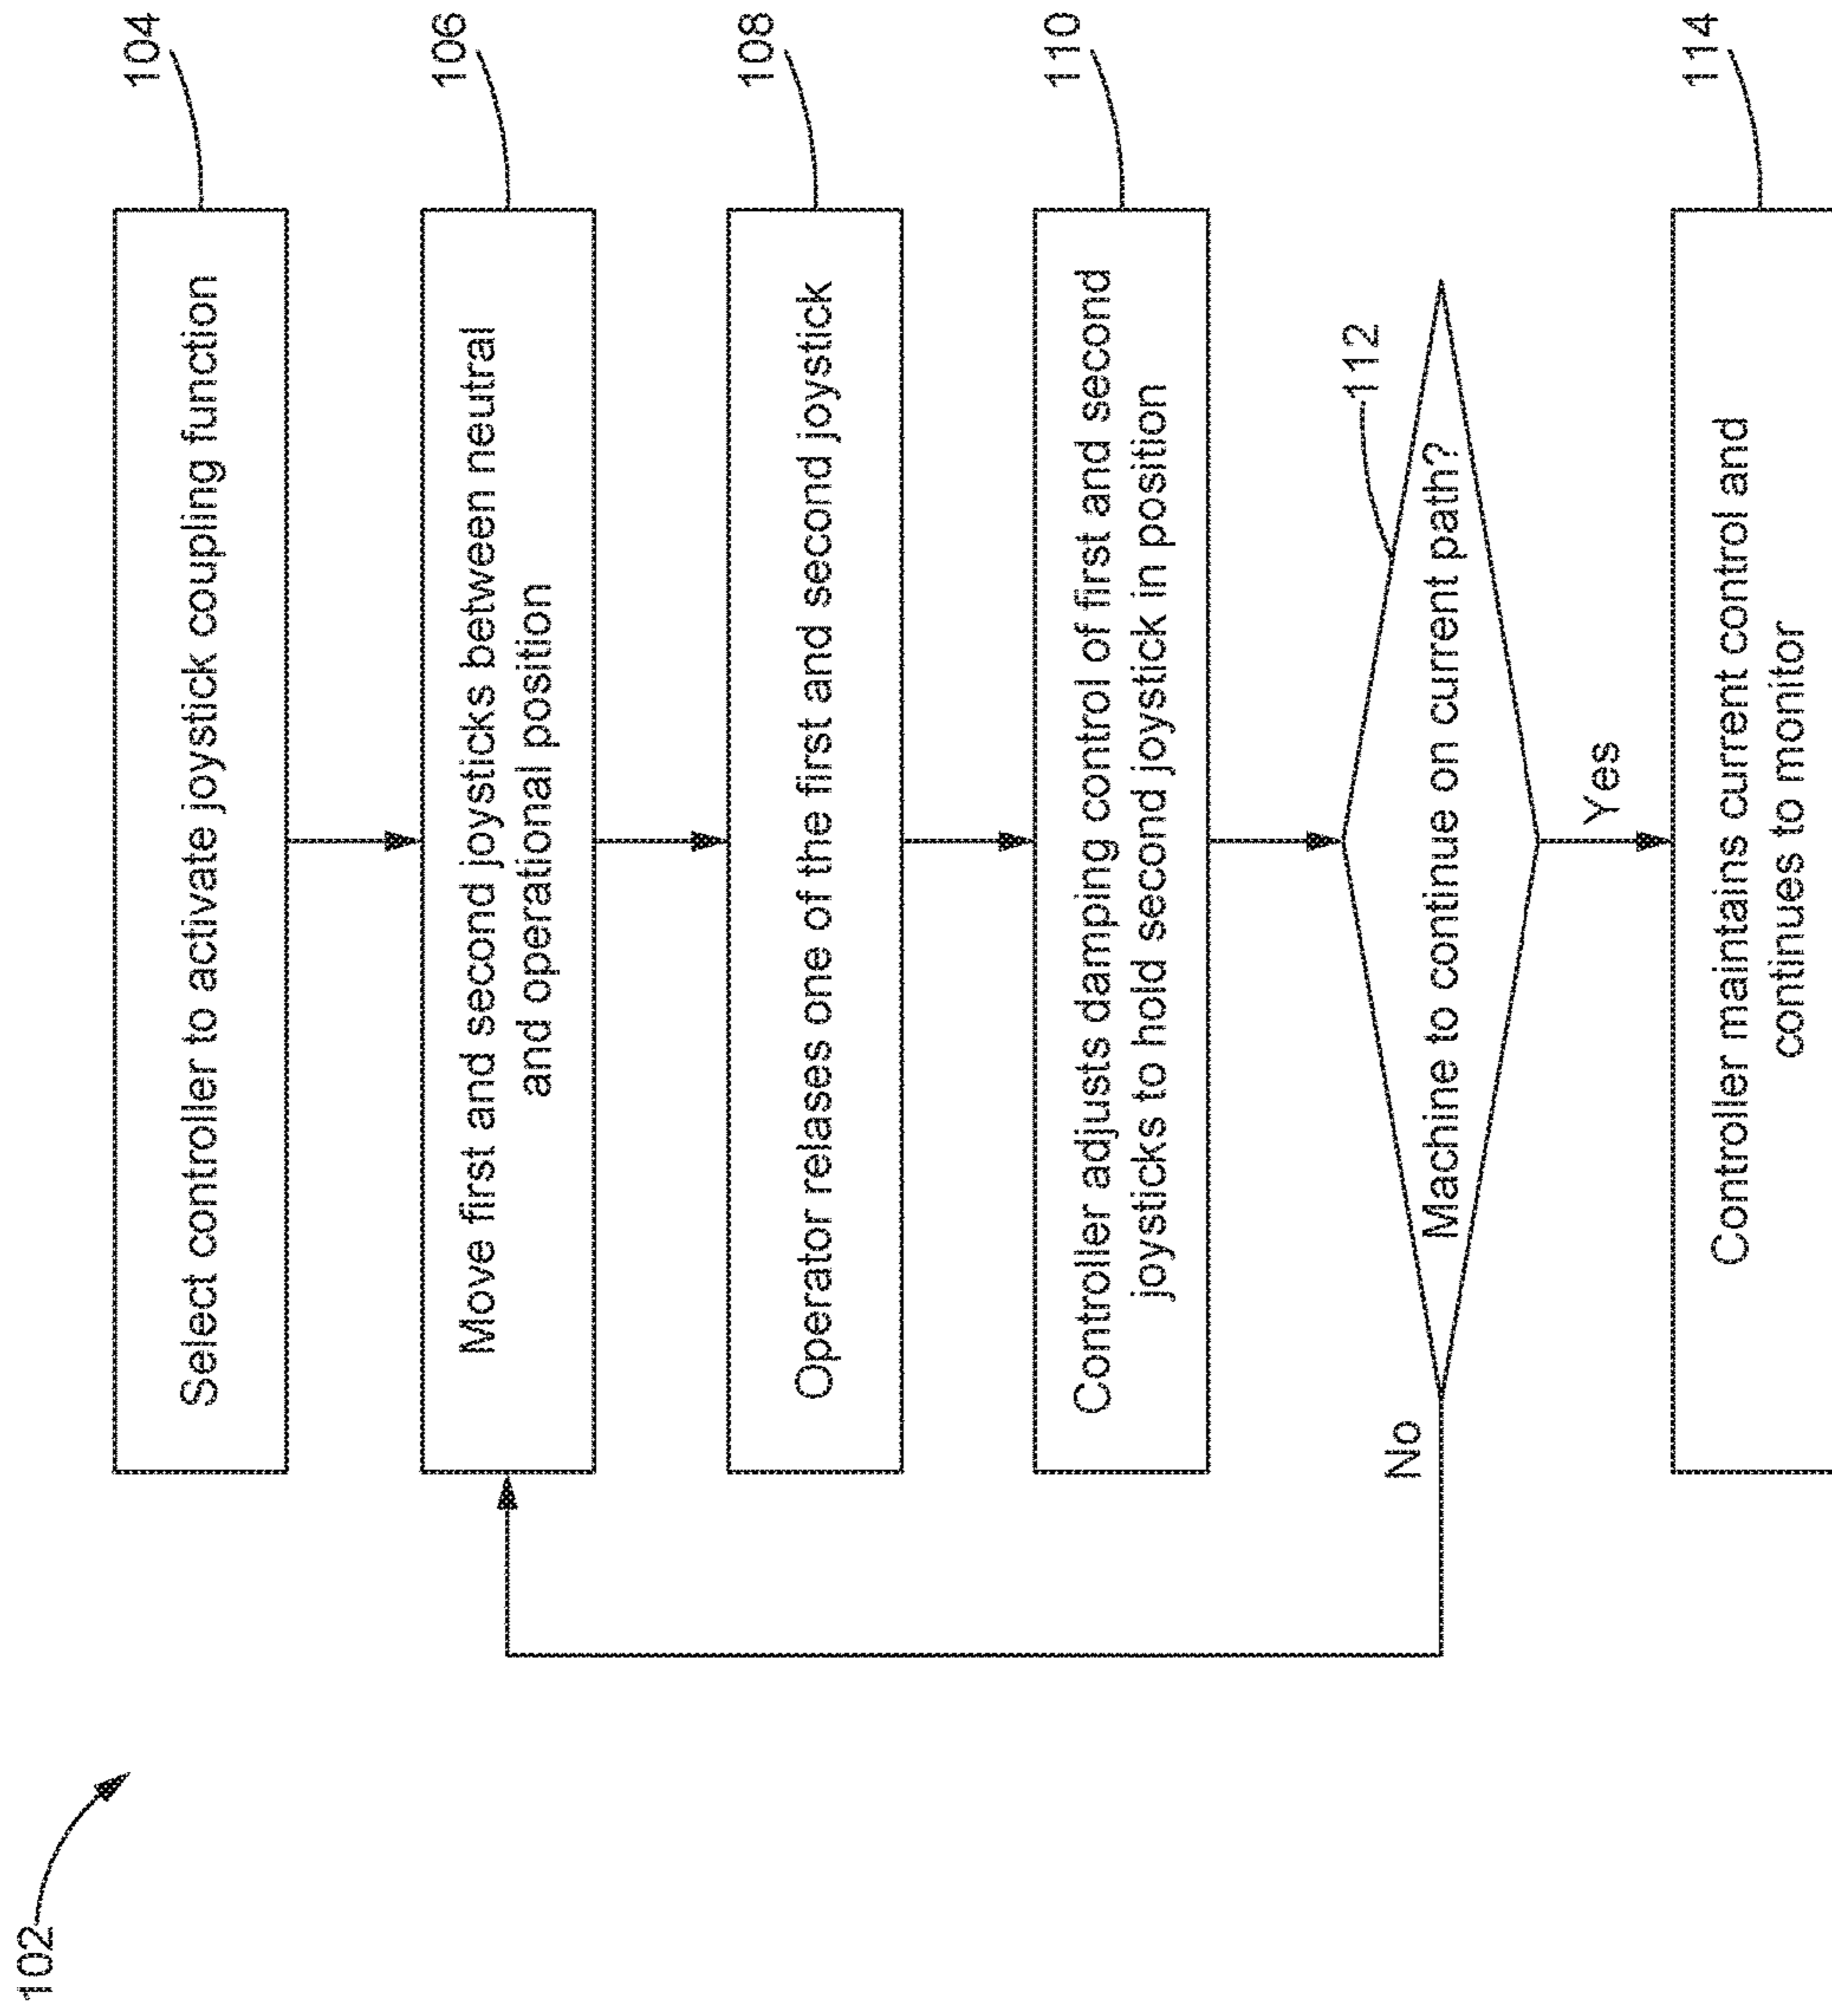 102
104
Select controller to activate joystick coupling function
106
Move first and second joysticks between neutral
and operational position
108
Operator releases one of the first and second joystick
110
Controller adjusts damping control of first and second
joysticks to hold second joystick in position
112
Machine to continue on current path?
No
Yes
114
Controller maintains current control and
continues to monitor